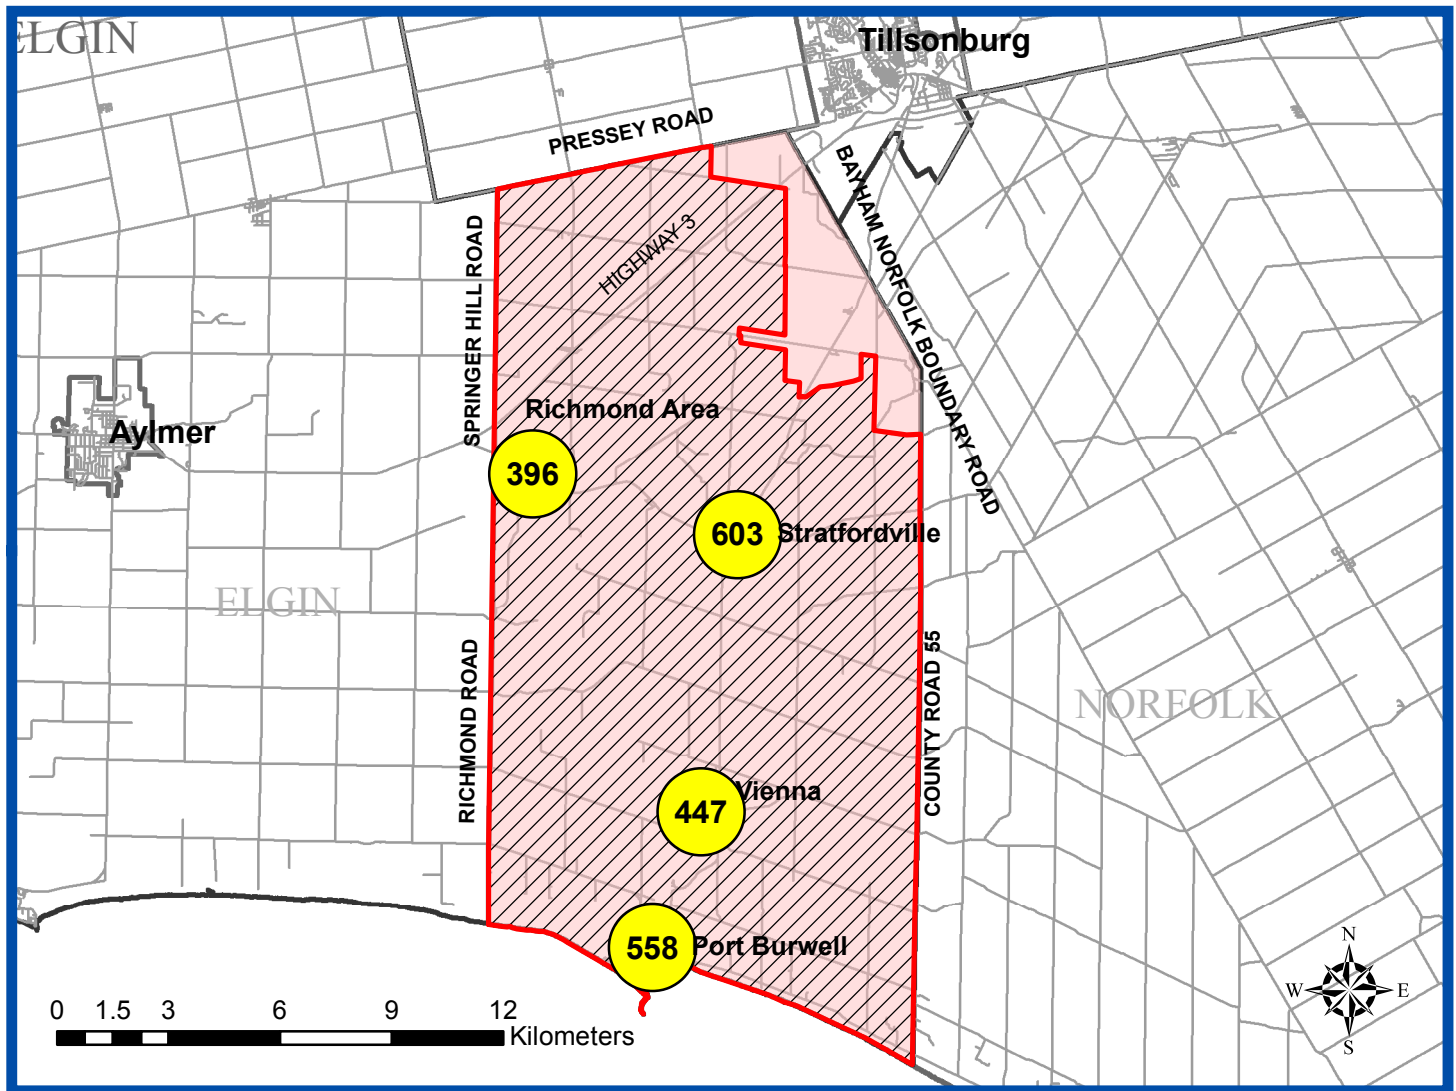 ELGIN
Tillsonburg
PRESSEY ROAD
BAYHAM NORFOLK BOUNDARY ROAD
HIGHWAY 3
SPRINGER HILL ROAD
Richmond Area
Aylmer
396
603 Stratfordville
ELGIN
RICHMOND ROAD
COUNTY ROAD 55
NORFOLK
Vienna
447
558 Port Burwell
N
W E
S
0 1.5 3 6 9 12
Kilometers